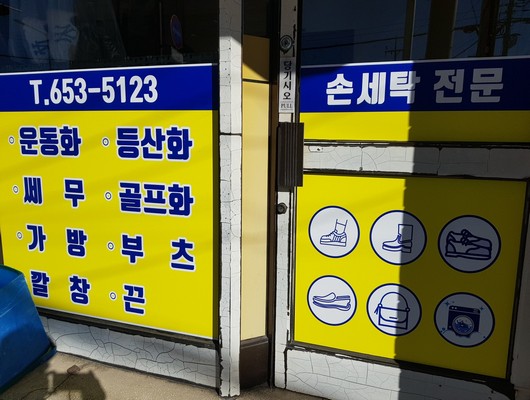 T.653-5123
운동화 등산화
쎄 무 골프화
가 방 부 츠
깔 창 끈
당기시오
PULL
손세탁 전문